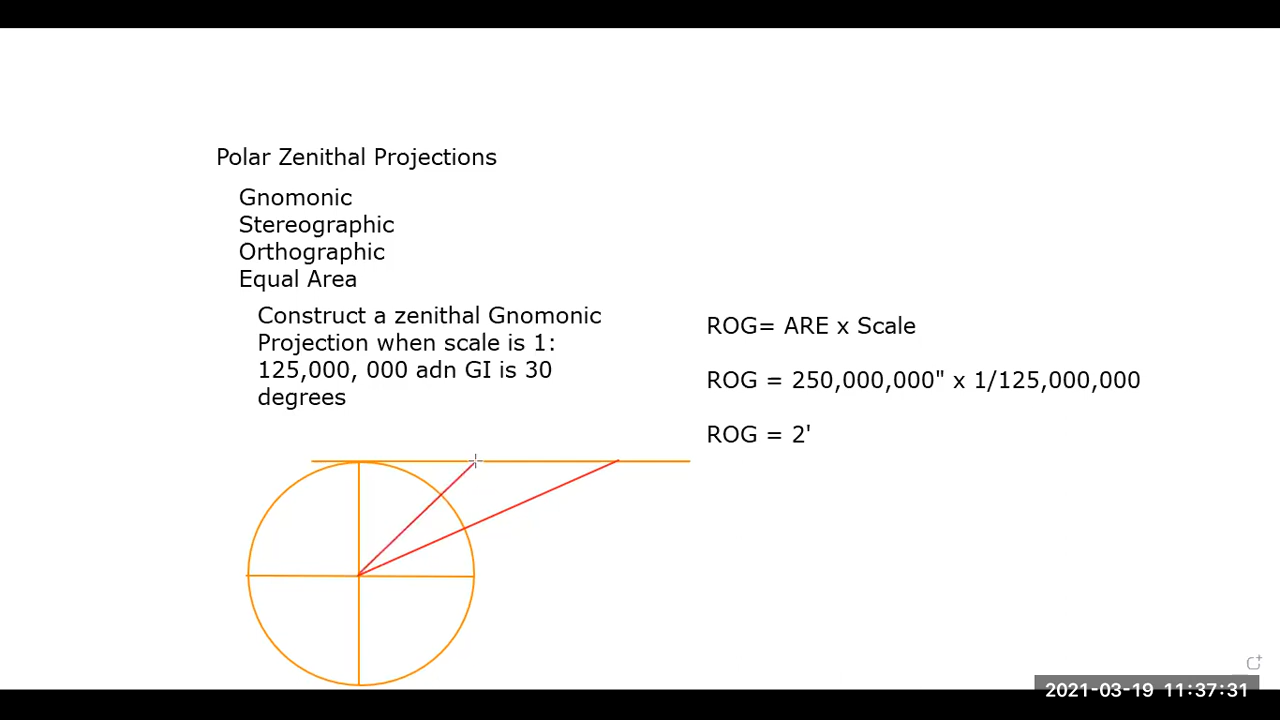 Polar Zenithal Projections
Gnomonic
Stereographic
Orthographic
Equal Area
Construct a zenithal Gnomonic
Projection when scale is 1:
125,000, 000 adn GI is 30
degrees
ROG= ARE x Scale
ROG = 250,000,000" x 1/125,000,000
ROG = 2'
2021-03-19 11:37:31